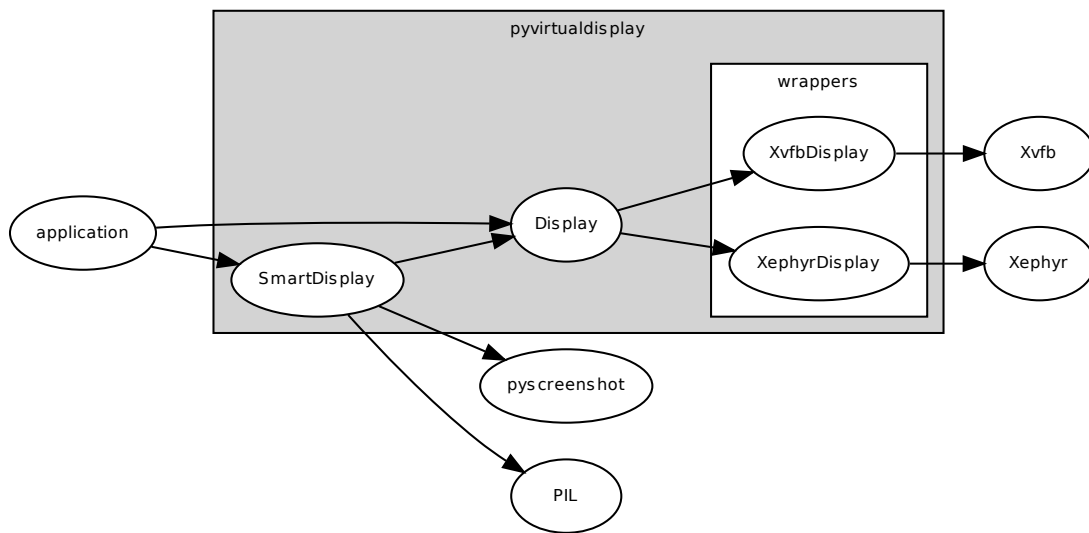 pyvirtualdisplay
wrappers
XvfbDisplay
Xvfb
application
Display
SmartDisplay
XephyrDisplay
Xephyr
pyscreenshot
PIL